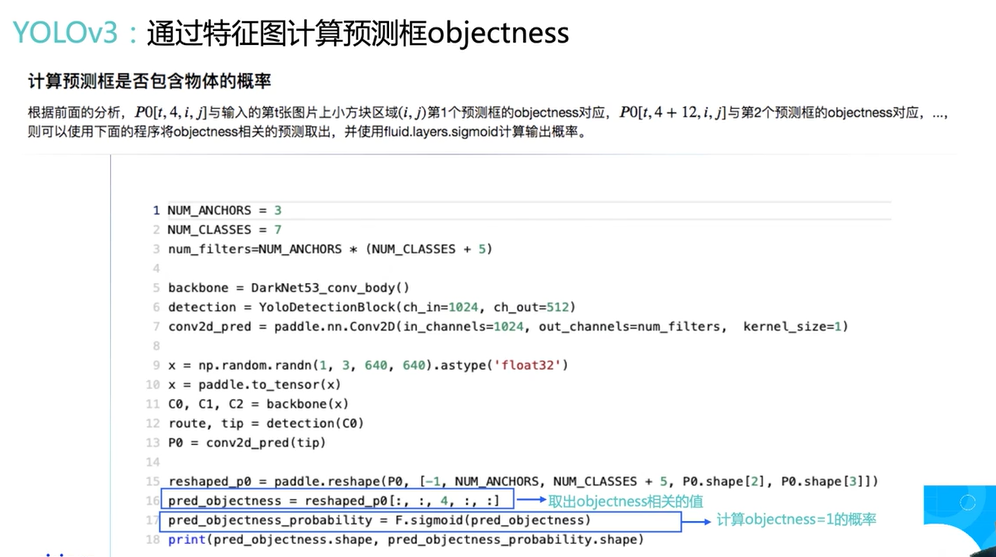 YOLOv3：通过特征图计算预测框objectness
计算预测框是否包含物体的概率
根据前面的分析，P0[t, 4, i, j]与输入的第t张图片上小方块区域(i, j)第1个预测框的objectness对应，P0[t, 4 + 12, i, j]与第2个预测框的objectness对应，...，
则可以使用下面的程序将objectness相关的预测取出，并使用fluid.layers.sigmoid计算输出概率。
1 NUM_ANCHORS = 3
2 NUM_CLASSES = 7
3 num_filters=NUM_ANCHORS * (NUM_CLASSES + 5)
4
5 backbone = DarkNet53_conv_body()
6 detection = YoloDetectionBlock(ch_in=1024, ch_out=512)
7 conv2d_pred = paddle.nn.Conv2D(in_channels=1024, out_channels=num_filters, kernel_size=1)
8
9 x = np.random.randn(1, 3, 640, 640).astype('float32')
10 x = paddle.to_tensor(x)
11 C0, C1, C2 = backbone(x)
12 route, tip = detection(C0)
13 P0 = conv2d_pred(tip)
14
15 reshaped_p0 = paddle.reshape(P0, [-1, NUM_ANCHORS, NUM_CLASSES + 5, P0.shape[2], P0.shape[3]])
16 pred_objectness = reshaped_p0[:, :, 4, :, :] 取出objectness相关的值
17 pred_objectness_probability = F.sigmoid(pred_objectness) 计算objectness=1的概率
18 print(pred_objectness.shape, pred_objectness_probability.shape)